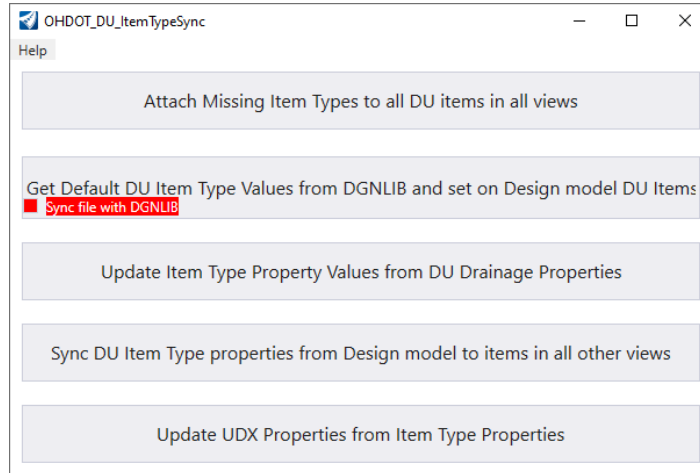 OHDOT_DU_ItemTypeSync
Help
Attach Missing Item Types to all DU items in all views
Get Default DU Item Type Values from DGNLIB and set on Design model DU Items
Sync file with DGNLIB
Update Item Type Property Values from DU Drainage Properties
Sync DU Item Type properties from Design model to items in all other views
Update UDX Properties from Item Type Properties